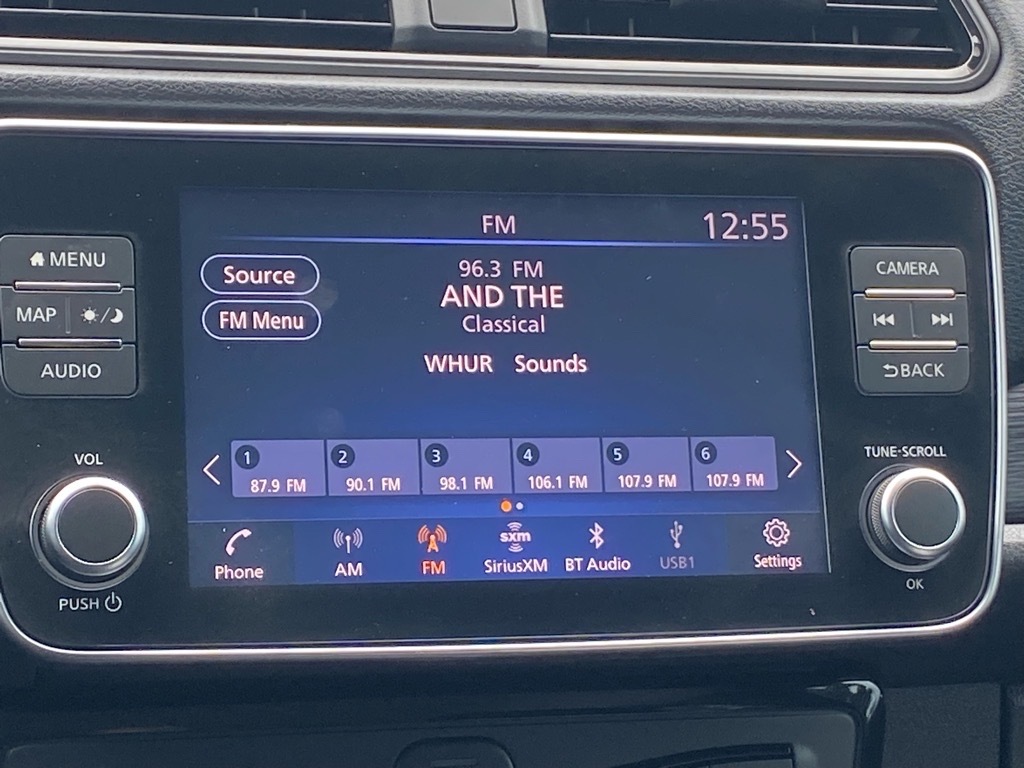 FM
12:55
MENU
MAP
AUDIO
Source
FM Menu
96.3 FM
AND THE
Classical
WHUR Sounds
CAMERA
BACK
VOL
PUSH
TUNE·SCROLL
OK
1 2 3 4 5 6
87.9 FM 90.1 FM 98.1 FM 106.1 FM 107.9 FM 107.9 FM
sxm
Phone AM FM SiriusXM BT Audio USB1 Settings